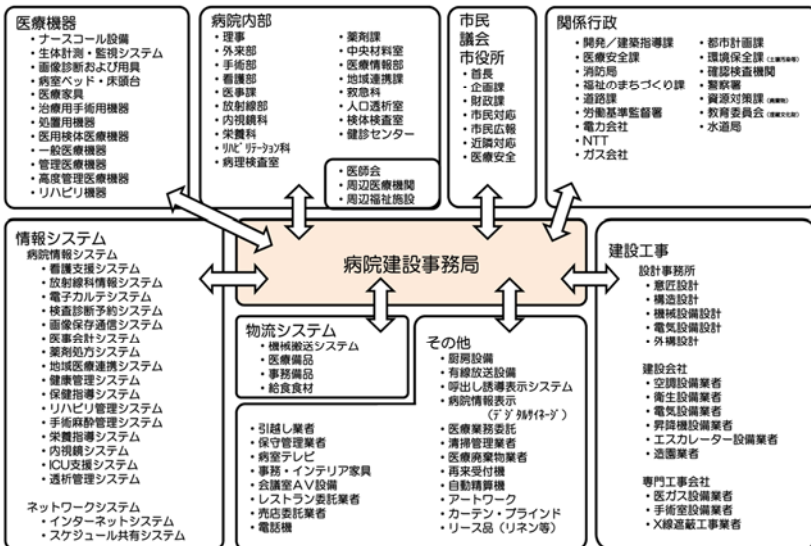 医療機器
・ナースコール設備
・生体計測・監視システム
・画像診断および用具
・病室ベッド・床頭台
・医療家具
・治療用手術用機器
・処置用機器
・医用検体医療機器
・一般医療機器
・管理医療機器
・高度管理医療機器
・リハビリ機器
病院内部
・理事
・外来部
・手術部
・看護部
・医事課
・放射線部
・内視鏡科
・栄養科
・リハビリテーション科
・病理検査室
・薬剤課
・中央材料室
・医療情報部
・地域連携課
・救急科
・人口透析室
・検体検査室
・健診センター
・医師会
・周辺医療機関
・周辺福祉施設
市民
議会
市役所
・首長
・企画課
・財政課
・市民対応
・市民広報
・近隣対応
・医療安全
関係行政
・開発／建築指導課
・医療安全課
・消防局
・福祉のまちづくり課
・道路課
・労働基準監督署
・電力会社
・NTT
・ガス会社
・都市計画課
・環境保全課(土壌汚染等)
・確認検査機関
・警察署
・資源対策課(廃棄物)
・教育委員会(埋蔵文化財)
・水道局
病院建設事務局
情報システム
病院情報システム
・看護支援システム
・放射線科情報システム
・電子カルテシステム
・検査診断予約システム
・画像保存通信システム
・医事会計システム
・薬剤処方システム
・地域医療連携システム
・健康管理システム
・保健指導システム
・リハビリ管理システム
・手術麻酔管理システム
・栄養指導システム
・内視鏡システム
・ICU支援システム
・透析管理システム
ネットワークシステム
・インターネットシステム
・スケジュール共有システム
物流システム
・機械搬送システム
・医療備品
・事務備品
・給食食材
その他
・厨房設備
・有線放送設備
・呼出し誘導表示システム
・病院情報表示
（デジタルサイネージ）
・医療業務委託
・清掃管理業者
・医療廃棄物業者
・再来受付機
・自動精算機
・アートワーク
・カーテン・ブラインド
・リース品（リネン等）
・引越し業者
・保守管理業者
・病室テレビ
・事務・インテリア家具
・会議室ＡＶ設備
・レストラン委託業者
・売店委託業者
・電話機
建設工事
設計事務所
・意匠設計
・構造設計
・機械設備設計
・電気設備設計
・外構設計
建設会社
・空調設備業者
・衛生設備業者
・電気設備業者
・昇降機設備業者
・エスカレーター設備業者
・造園業者
専門工事会社
・医ガス設備業者
・手術室設備業者
・X線遮蔽工事業者